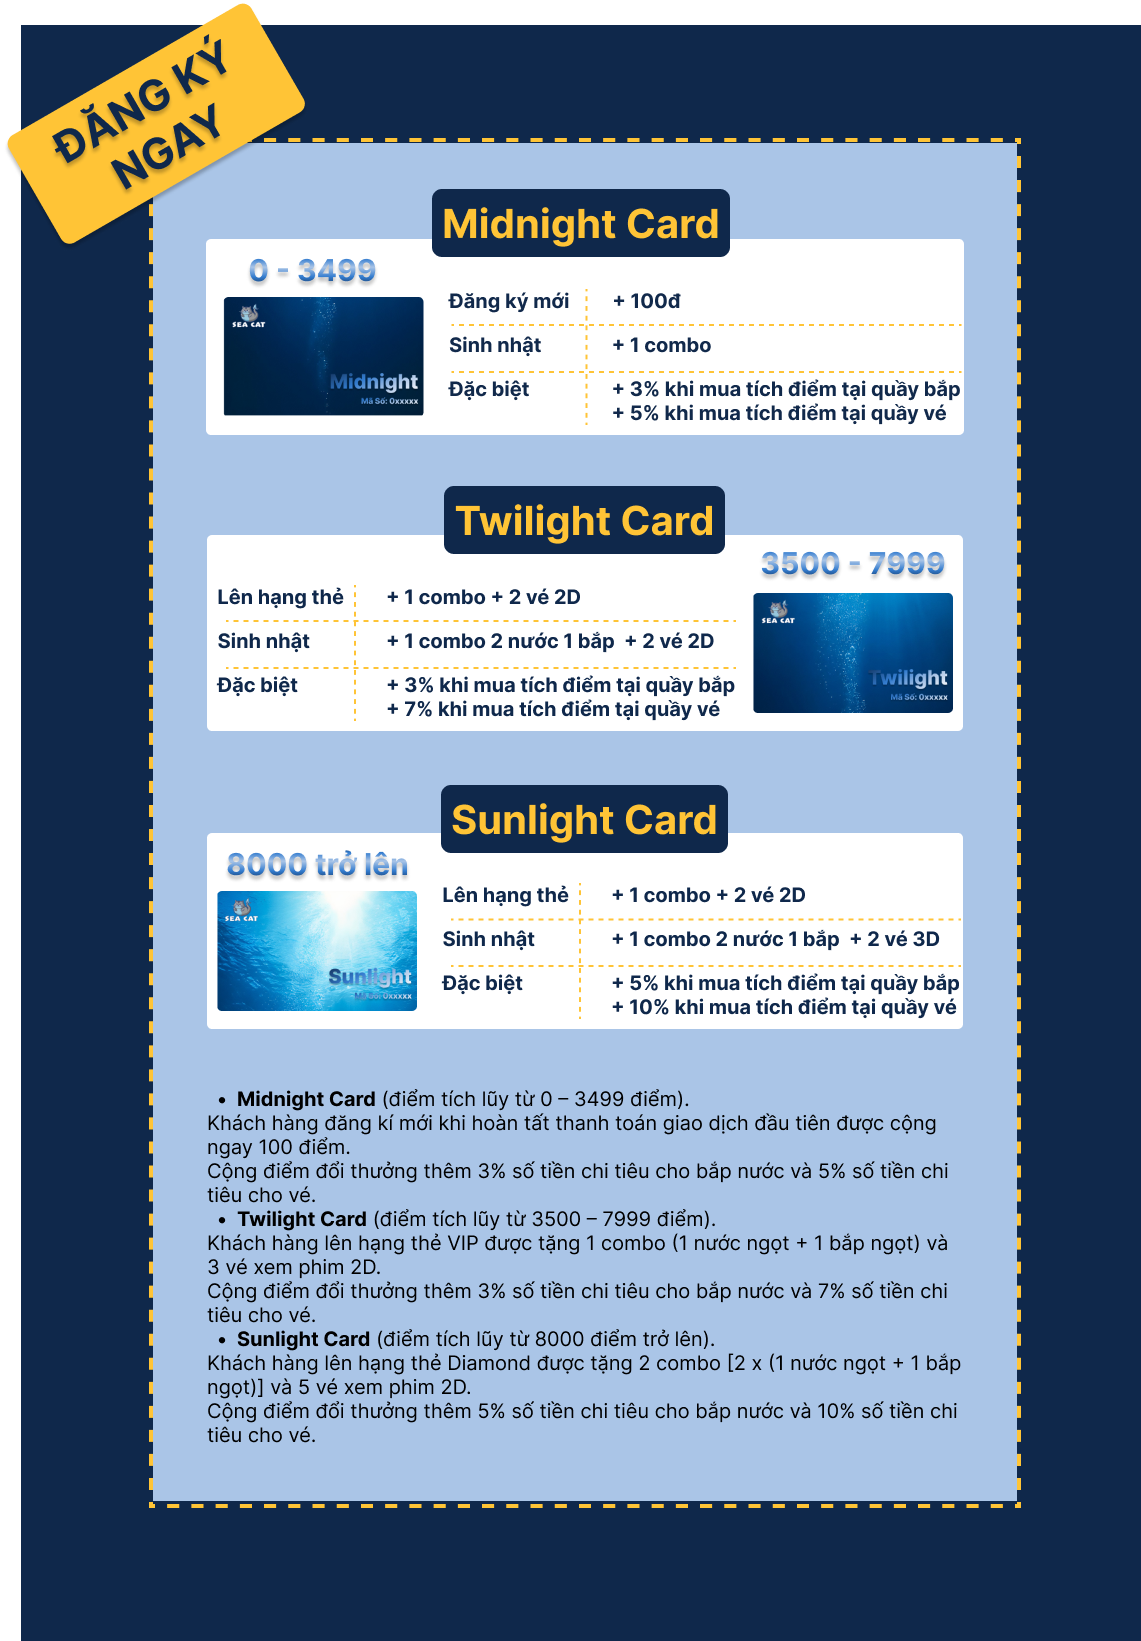 ĐĂNG KÝ
NGAY
Midnight Card
0 - 3499
SEA CAT
Midnight
Mã Số: 0xxxxx
Đăng ký mới + 100đ
Sinh nhật + 1 combo
Đặc biệt + 3% khi mua tích điểm tại quầy bắp
+ 5% khi mua tích điểm tại quầy vé
Twilight Card
3500 - 7999
Lên hạng thẻ + 1 combo + 2 vé 2D
Sinh nhật + 1 combo 2 nước 1 bắp + 2 vé 2D
Đặc biệt + 3% khi mua tích điểm tại quầy bắp
+ 7% khi mua tích điểm tại quầy vé
SEA CAT
Twilight
Mã Số: 0xxxxx
Sunlight Card
8000 trở lên
SEA CAT
Sunlight
Mã Số: 0xxxxx
Lên hạng thẻ + 1 combo + 2 vé 2D
Sinh nhật + 1 combo 2 nước 1 bắp + 2 vé 3D
Đặc biệt + 5% khi mua tích điểm tại quầy bắp
+ 10% khi mua tích điểm tại quầy vé
• Midnight Card (điểm tích lũy từ 0 – 3499 điểm).
Khách hàng đăng kí mới khi hoàn tất thanh toán giao dịch đầu tiên được cộng
ngay 100 điểm.
Cộng điểm đổi thưởng thêm 3% số tiền chi tiêu cho bắp nước và 5% số tiền chi
tiêu cho vé.
• Twilight Card (điểm tích lũy từ 3500 – 7999 điểm).
Khách hàng lên hạng thẻ VIP được tặng 1 combo (1 nước ngọt + 1 bắp ngọt) và
3 vé xem phim 2D.
Cộng điểm đổi thưởng thêm 3% số tiền chi tiêu cho bắp nước và 7% số tiền chi
tiêu cho vé.
• Sunlight Card (điểm tích lũy từ 8000 điểm trở lên).
Khách hàng lên hạng thẻ Diamond được tặng 2 combo [2 x (1 nước ngọt + 1 bắp
ngọt)] và 5 vé xem phim 2D.
Cộng điểm đổi thưởng thêm 5% số tiền chi tiêu cho bắp nước và 10% số tiền chi
tiêu cho vé.